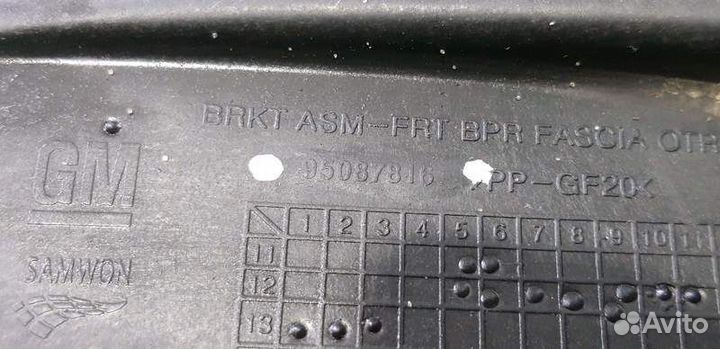 BRKT ASM-FRT BPR FASCIA OTR
GM
95087816 >PP-GF20<
SAMWON
1 2 3 4 5 6 7 8 9 10 11
11
12
13
Avito